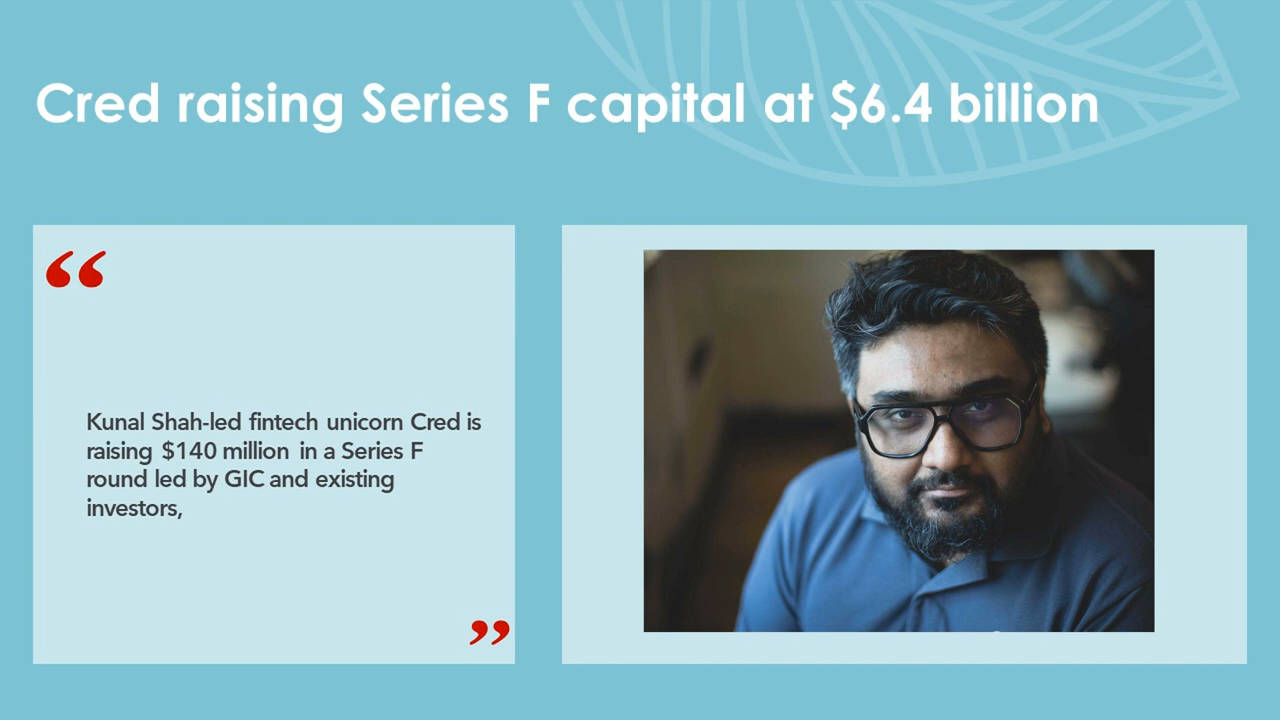 Cred raising Series F capital at $6.4 billion
“
Kunal Shah-led fintech unicorn Cred is
raising $140 million in a Series F
round led by GIC and existing
investors,
”